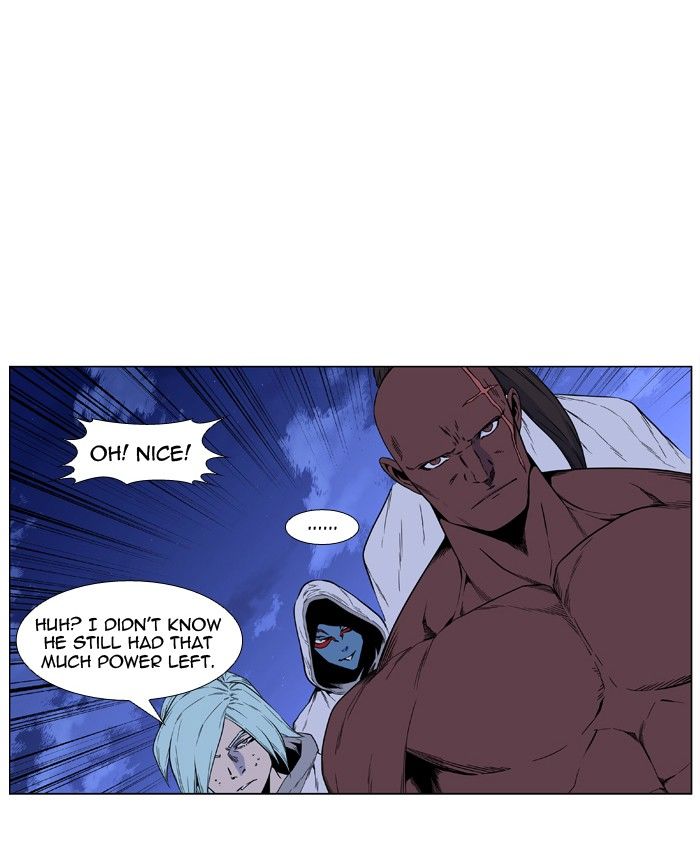 OH! NICE!
......
HUH? I DIDN'T KNOW
HE STILL HAD THAT
MUCH POWER LEFT.